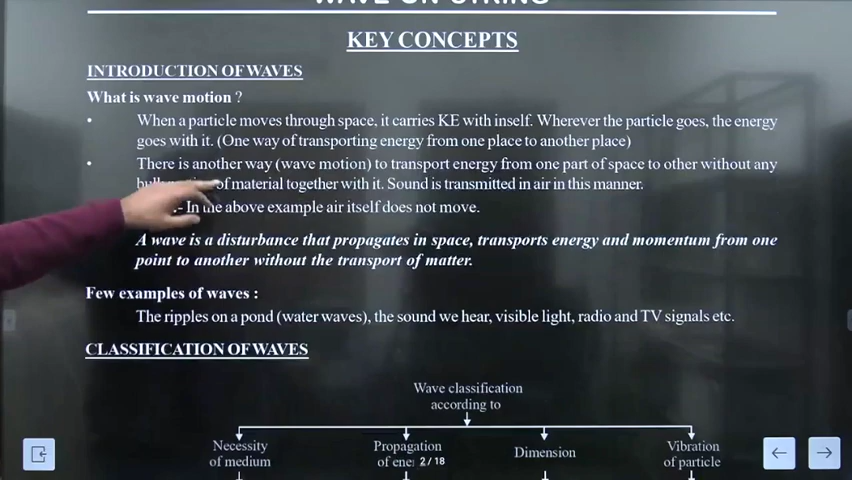 WAVE ON STRING
KEY CONCEPTS
INTRODUCTION OF WAVES
What is wave motion ?
• When a particle moves through space, it carries KE with inself. Wherever the particle goes, the energy
goes with it. (One way of transporting energy from one place to another place)
• There is another way (wave motion) to transport energy from one part of space to other without any
of material together with it. Sound is transmitted in air in this manner.
:- In the above example air itself does not move.
A wave is a disturbance that propagates in space, transports energy and momentum from one
point to another without the transport of matter.
Few examples of waves :
The ripples on a pond (water waves), the sound we hear, visible light, radio and TV signals etc.
CLASSIFICATION OF WAVES
Wave classification
according to
Necessity
of medium
Propagation
of ener
Dimension
Vibration
of particle
2 / 18